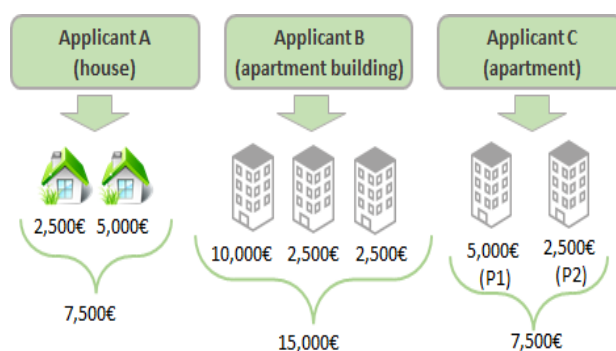 Applicant A
(house)
Applicant B
(apartment building)
Applicant C
(apartment)
2,500€ 5,000€
7,500€
10,000€ 2,500€ 2,500€
15,000€
5,000€ 2,500€
(P1) (P2)
7,500€